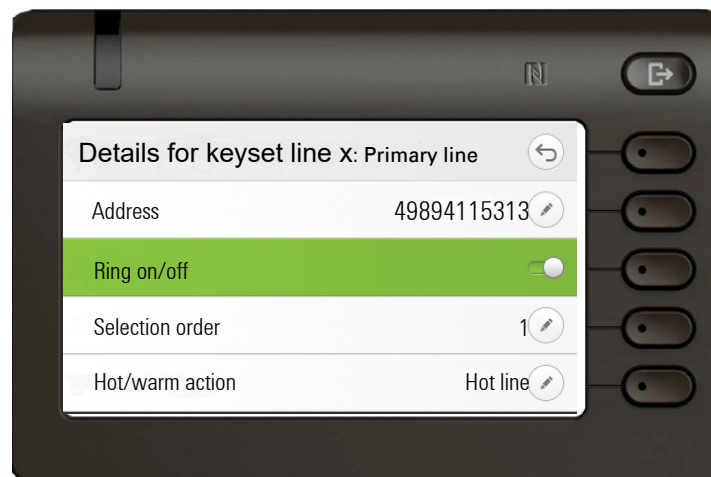 Details for keyset line x: Primary line
Address 49894115313
Ring on/off
Selection order 1
Hot/warm action Hot line